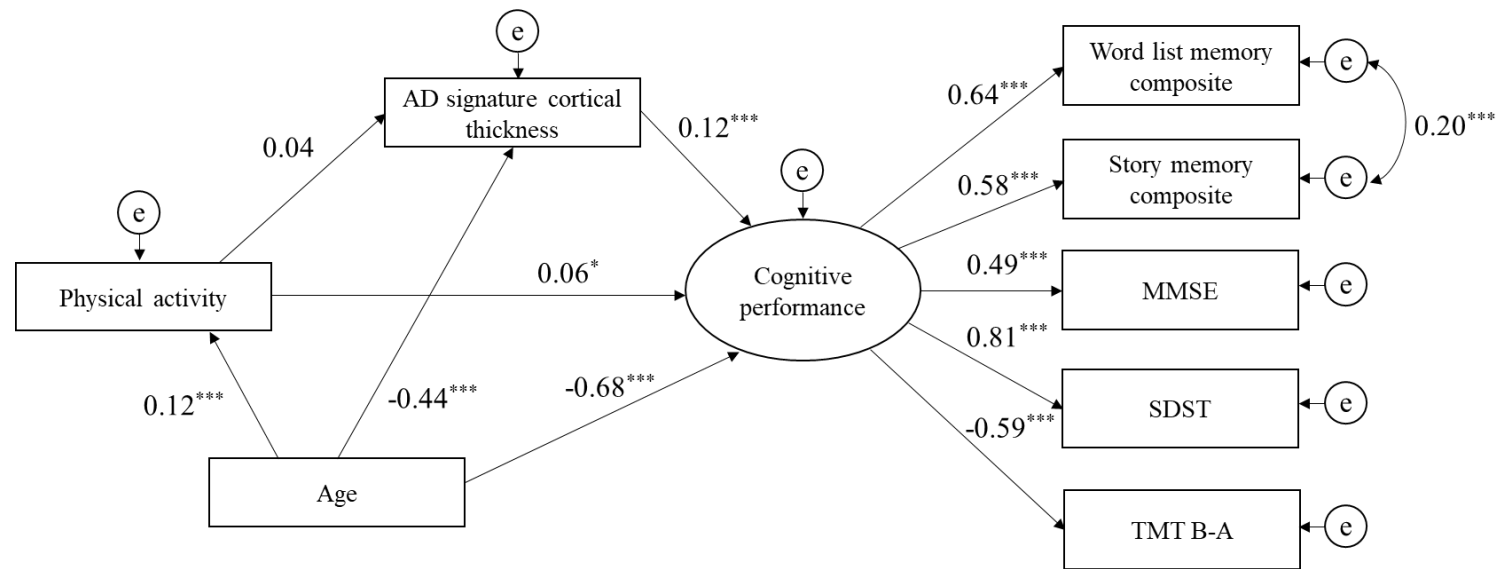 e
AD signature cortical
thickness
0.04
0.12***
e
Physical activity
0.06*
e
Cognitive
performance
0.12***
-0.44***
-0.68***
Age
0.64***
Word list memory
composite
e
0.20***
0.58***
Story memory
composite
e
0.49***
MMSE
e
0.81***
SDST
e
-0.59***
TMT B-A
e